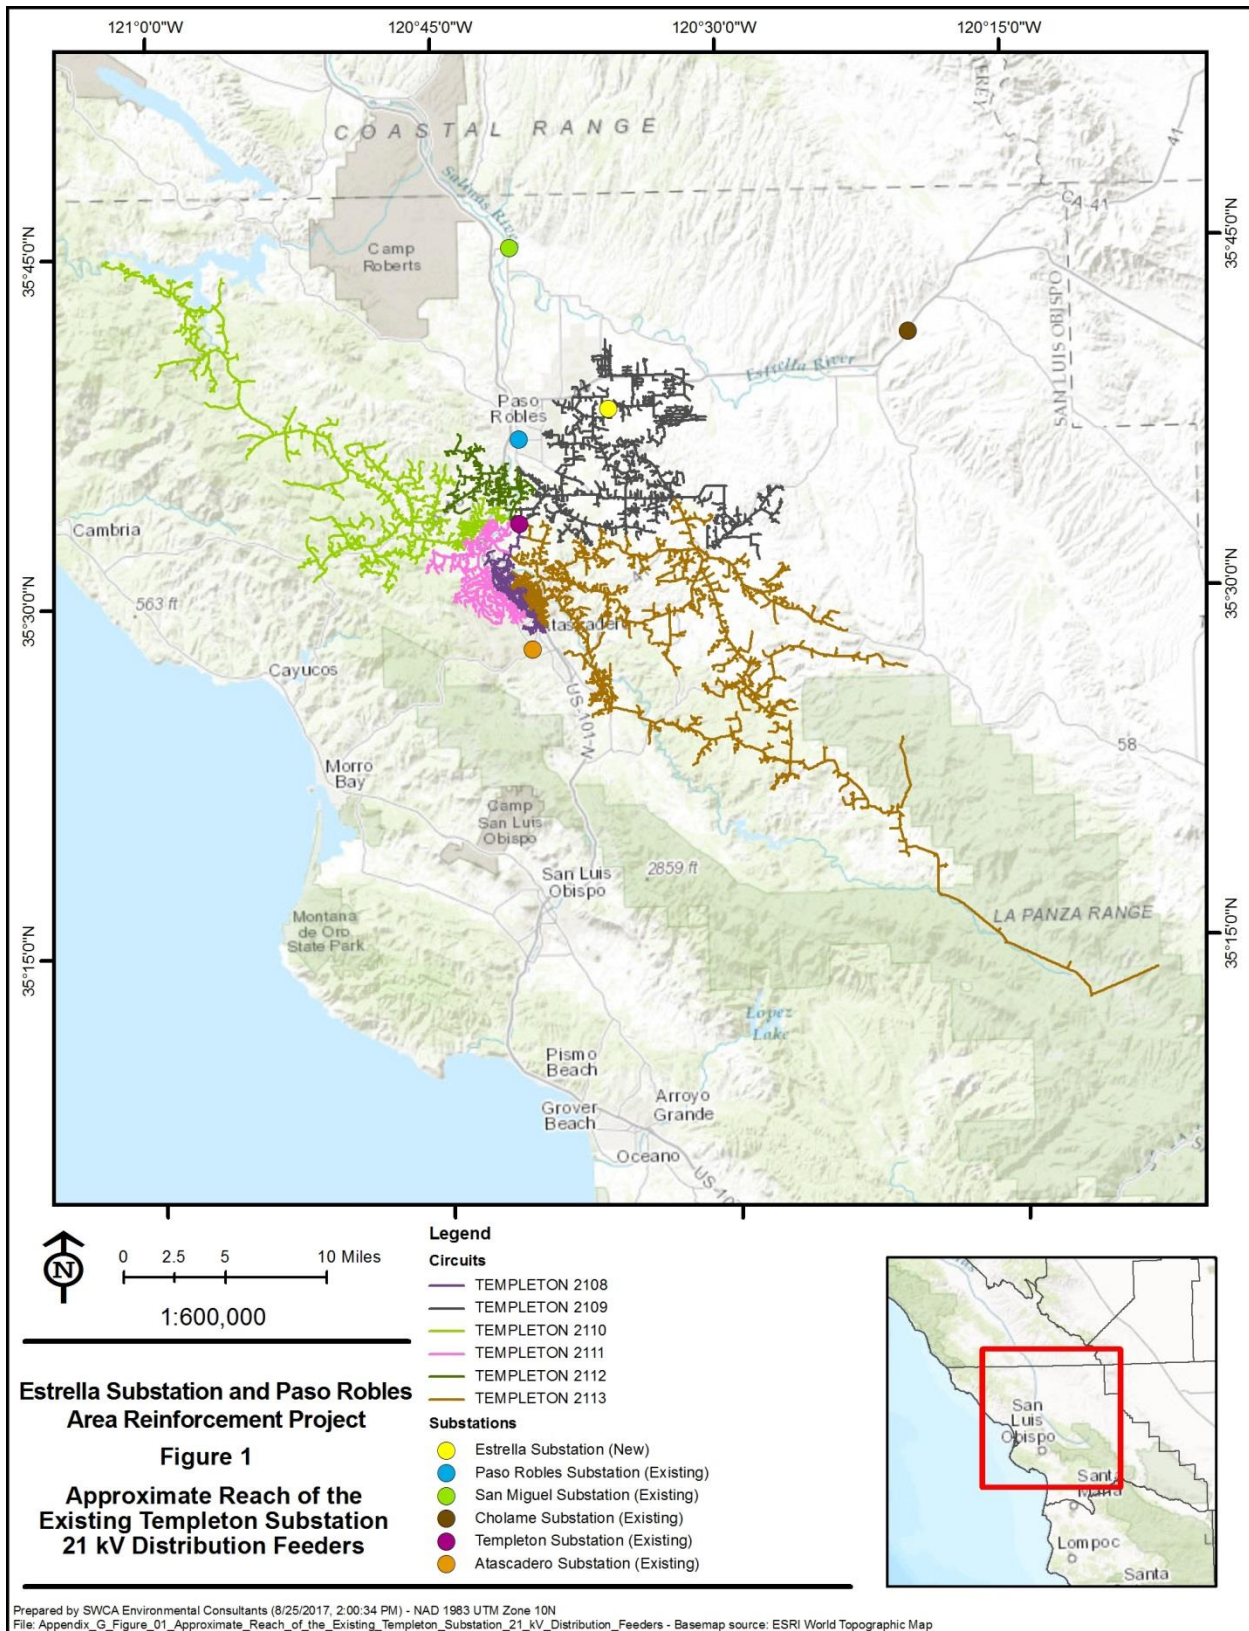 121°0'0"W
120°45'0"W
120°30'0"W
120°15'0"W
COASTAL RANGE
41
CA-41
Salinas River
35°45'0"N
35°45'0"N
Camp
Roberts
SAN LUIS OBISPO
Estrella River
Paso
Robles
Cambria
35°30'0"N
35°30'0"N
563 ft
Cayucos
US-101-N
58
Morro
Bay
Camp
San Luis
Obispo
2859 ft
San Luis
Obispo
LA PANZA RANGE
Montana
de Oro
State Park
35°15'0"N
35°15'0"N
Lopez
Lake
Pismo
Beach
Arroyo
Grande
Grover
Beach
Oceano
N
0 2.5 5 10 Miles
1:600,000
Estrella Substation and Paso Robles
Area Reinforcement Project
Figure 1
Approximate Reach of the
Existing Templeton Substation
21 kV Distribution Feeders
Legend
Circuits
TEMPLETON 2108
TEMPLETON 2109
TEMPLETON 2110
TEMPLETON 2111
TEMPLETON 2112
TEMPLETON 2113
Substations
Estrella Substation (New)
Paso Robles Substation (Existing)
San Miguel Substation (Existing)
Cholame Substation (Existing)
Templeton Substation (Existing)
Atascadero Substation (Existing)
San
Luis
Obispo
Santa
Maria
Lompoc
Santa
Prepared by SWCA Environmental Consultants (8/25/2017, 2:00:34 PM) - NAD 1983 UTM Zone 10N
File: Appendix_G_Figure_01_Approximate_Reach_of_the_Existing_Templeton_Substation_21_kV_Distribution_Feeders - Basemap source: ESRI World Topographic Map